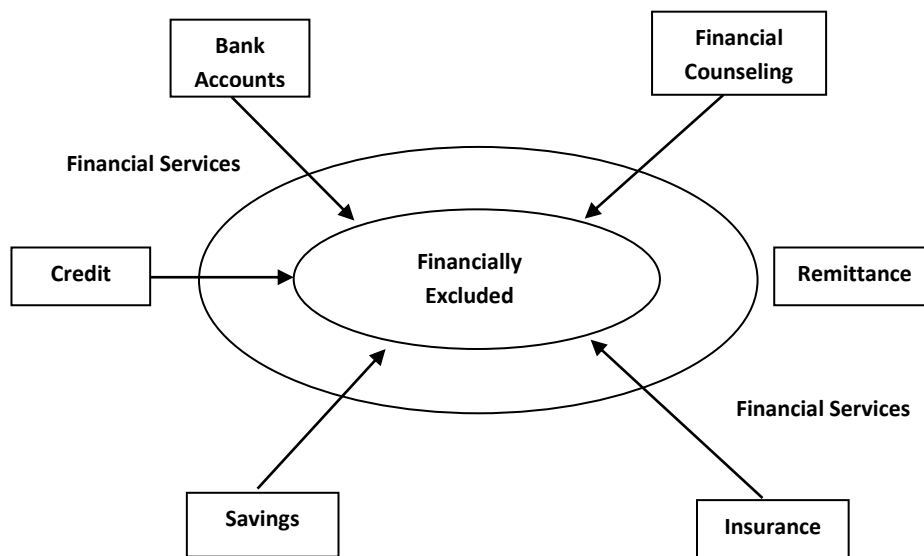 Bank
Accounts
Financial
Counseling
Financial Services
Credit
Financially
Excluded
Remittance
Financial Services
Savings
Insurance